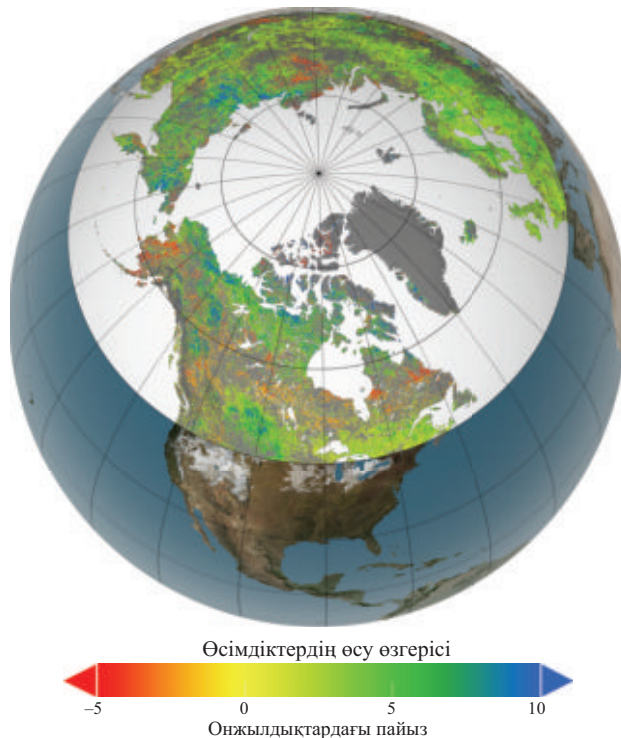 Өсімдіктердің өсу өзгерісі
–5 0 5 10
Онжылдықтардағы пайыз